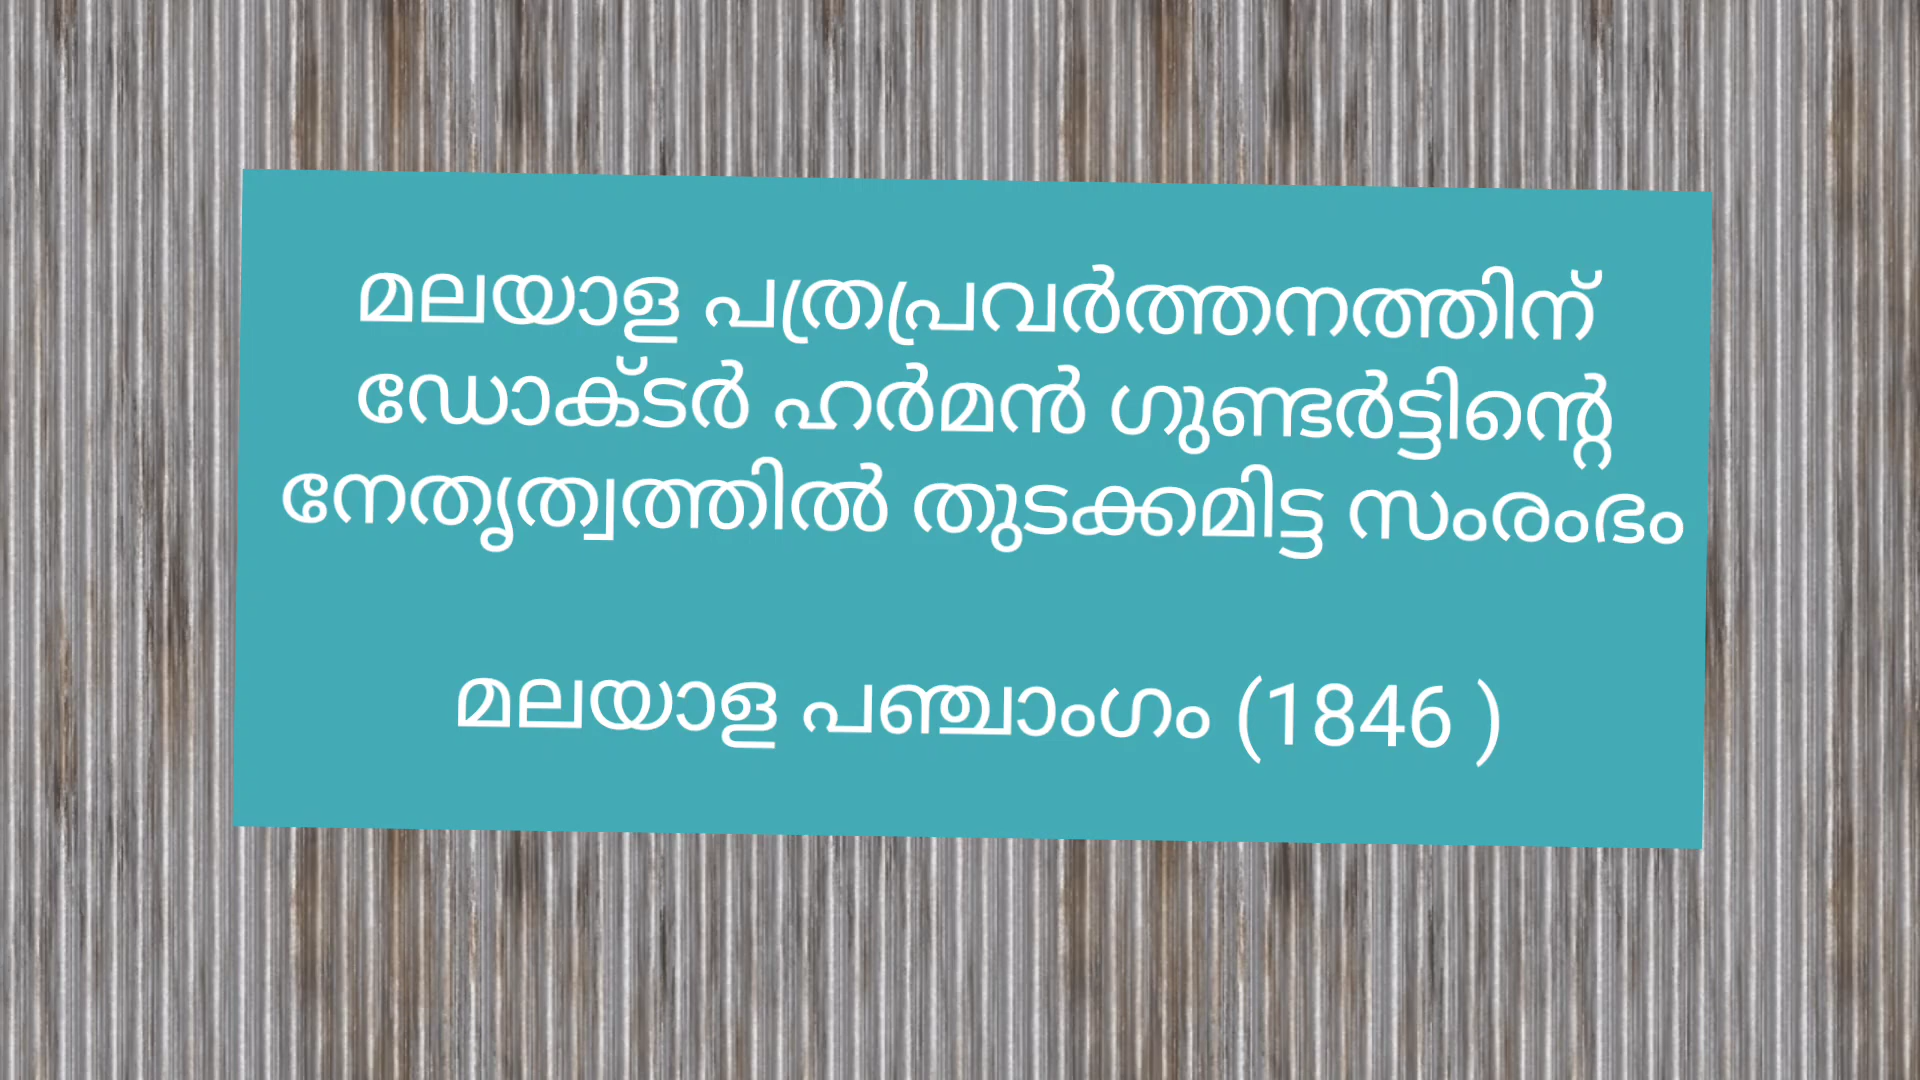 മലയാള പത്രപ്രവർത്തനത്തിന്
ഡോക്ടർ ഹർമൻ ഗുണ്ടർട്ടിന്റെ
നേതൃത്വത്തിൽ തുടക്കമിട്ട സംരംഭം
മലയാള പഞ്ചാംഗം (1846 )